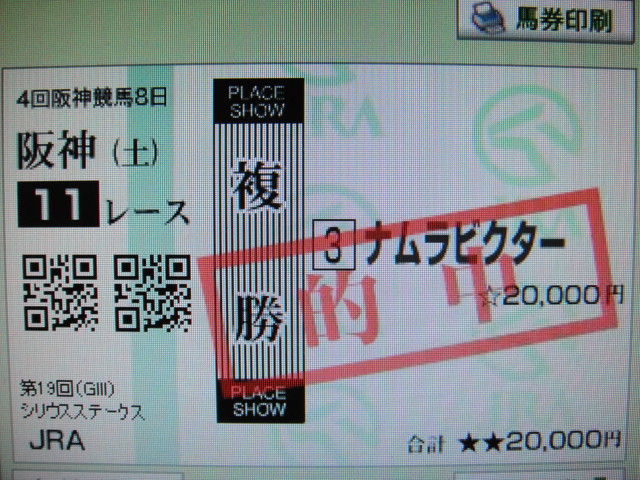 馬券印刷
4回阪神競馬8日
阪神(土)
11レース
PLACE
SHOW
複
勝
PLACE
SHOW
3 ナムラビクター
的中
☆20,000円
JRA
第19回(GIII)
シリウスステークス
JRA
合計 ★★20,000円